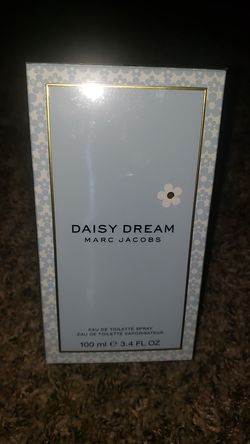 DAISY DREAM
MARC JACOBS
EAU DE TOILETTE SPRAY
EAU DE TOILETTE VAPORISATEUR
100 ml ℮ 3.4 FL OZ